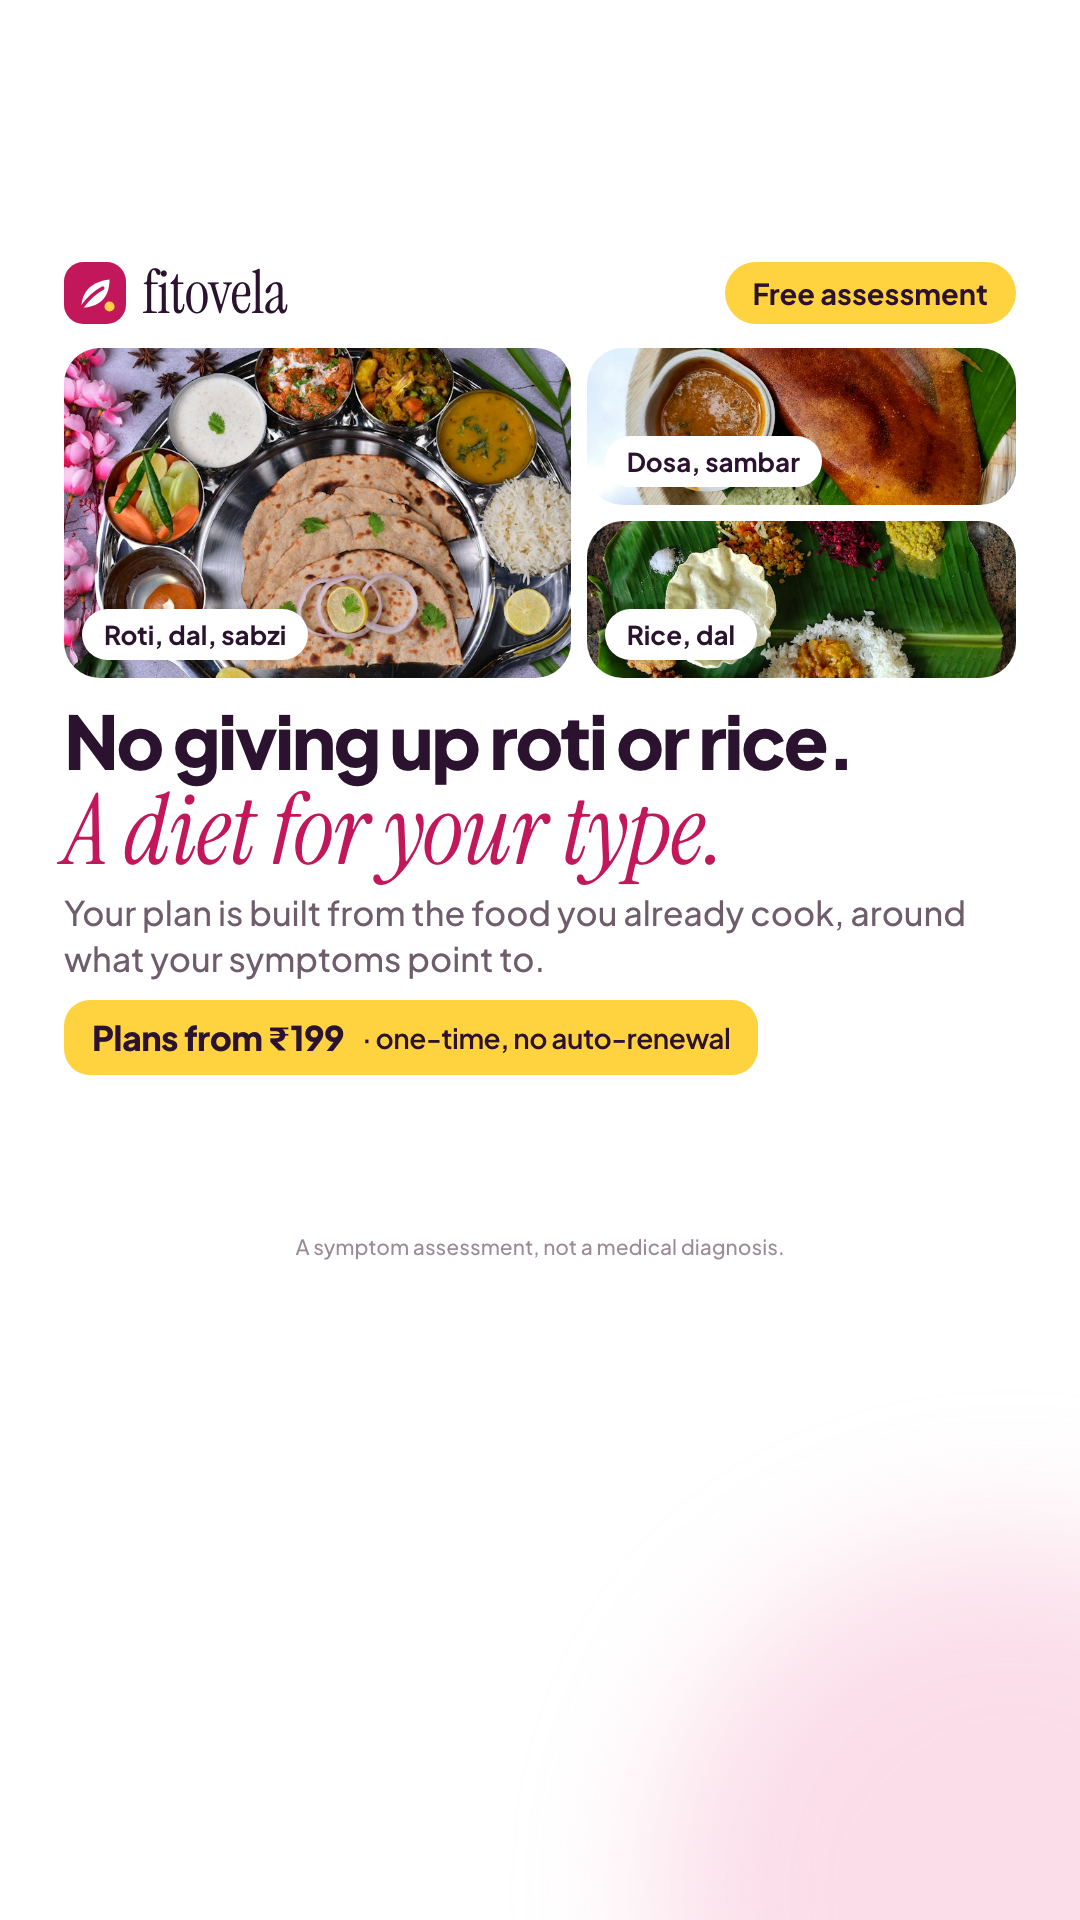 fitovela
Free assessment
Dosa, sambar
Roti, dal, sabzi
Rice, dal
No giving up roti or rice.
A diet for your type.
Your plan is built from the food you already cook, around
what your symptoms point to.
Plans from ₹199 · one-time, no auto-renewal
A symptom assessment, not a medical diagnosis.